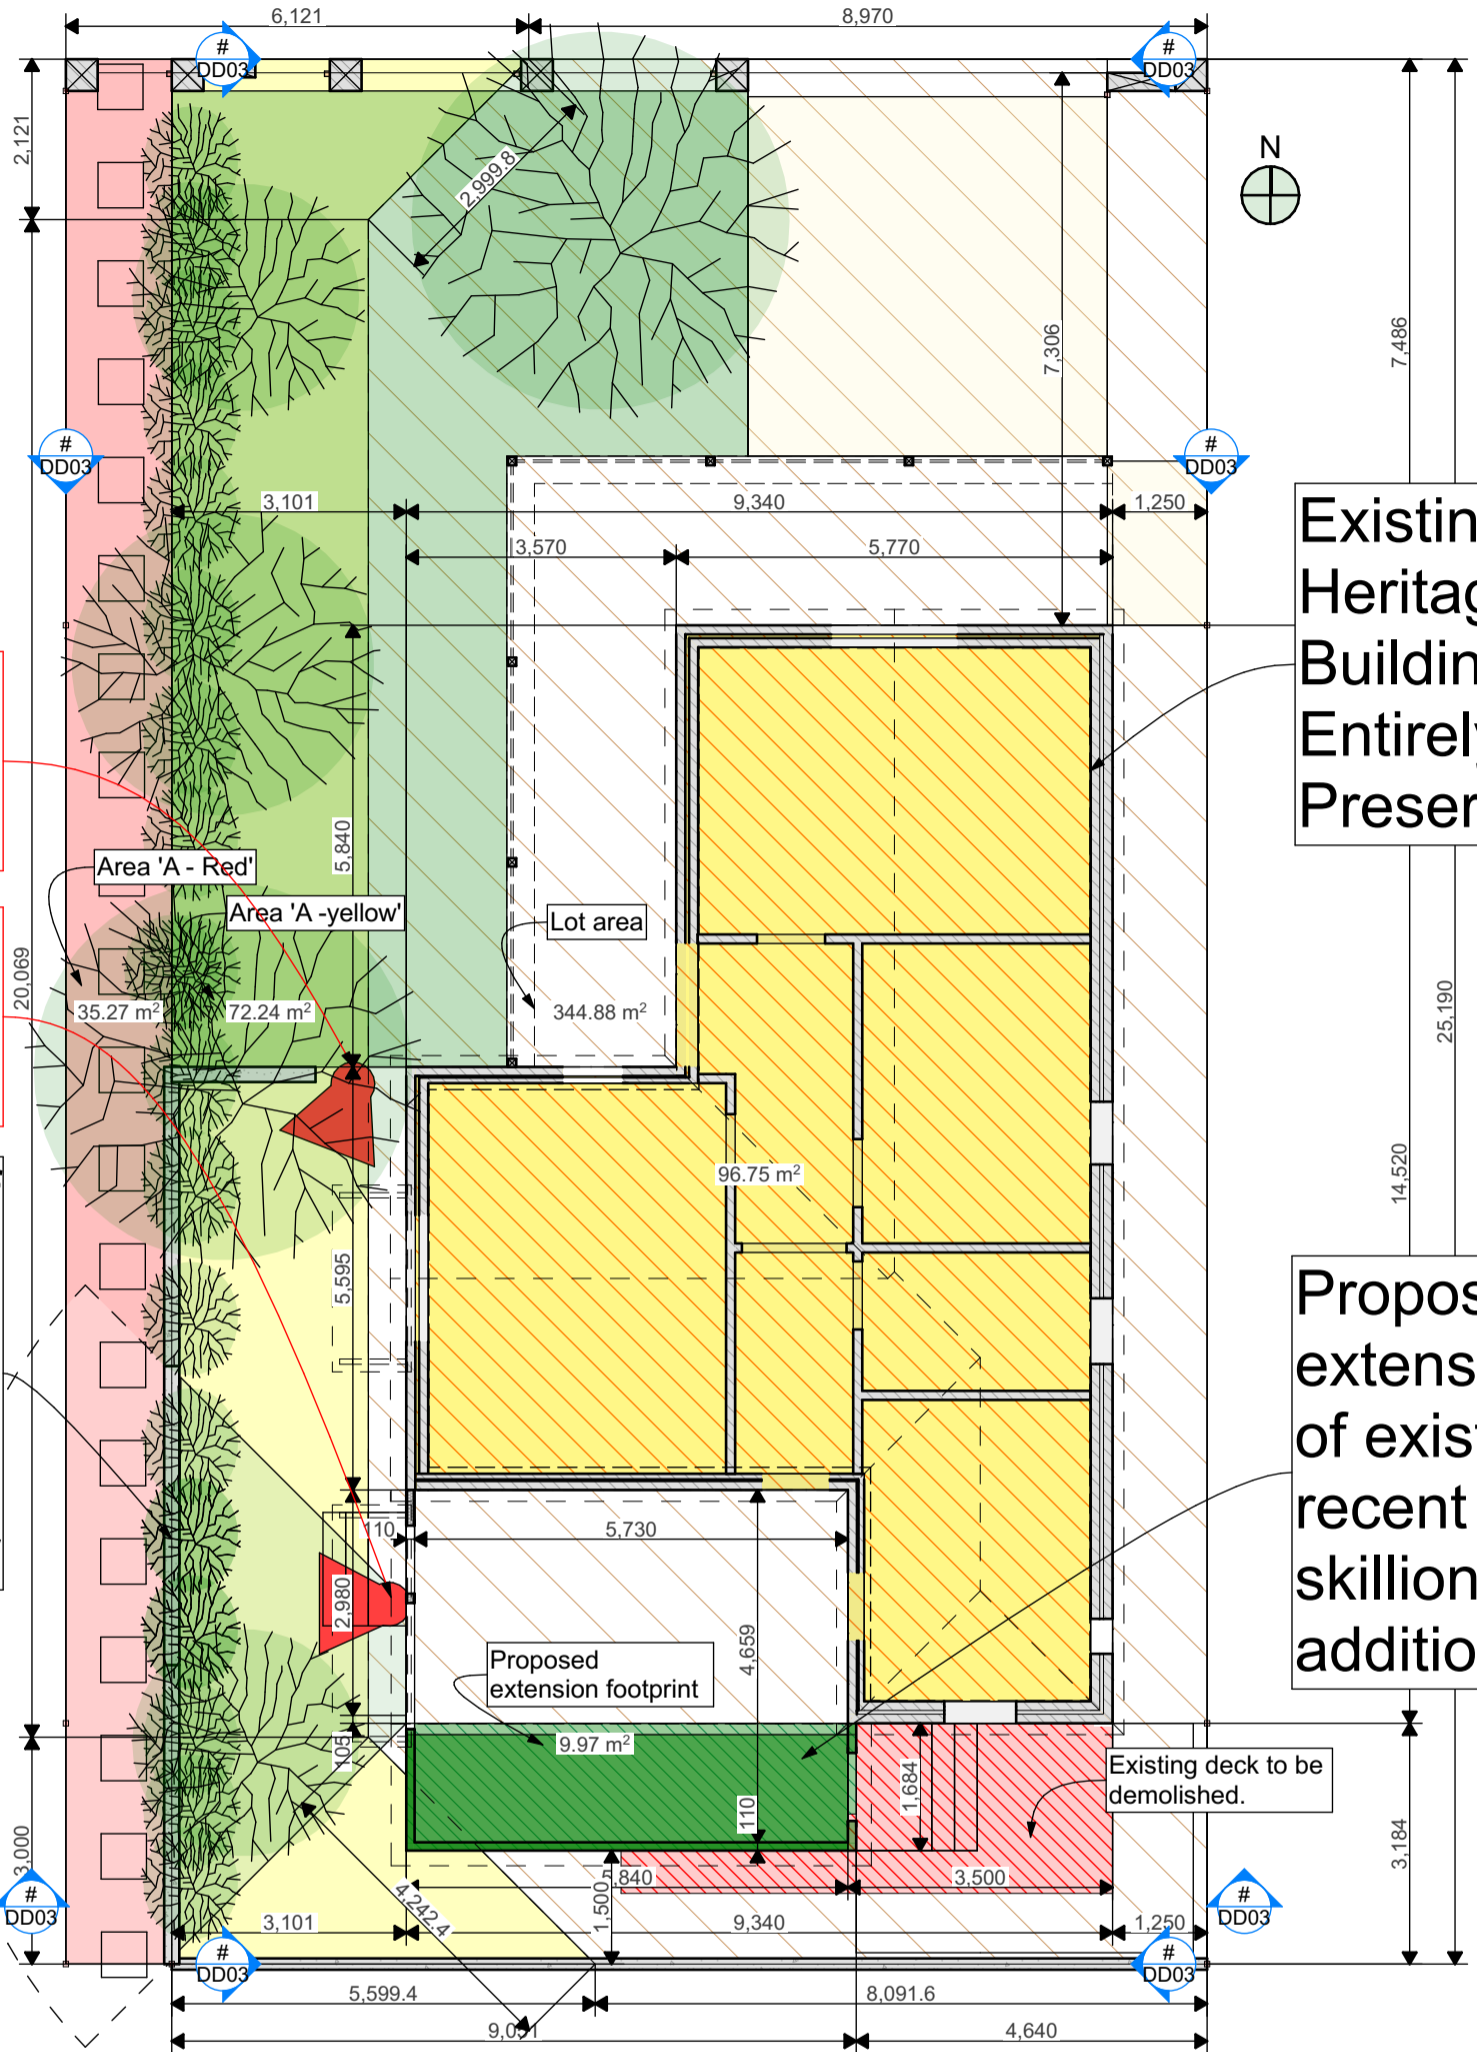 6,121
8,970
#
DD03
#
DD03
2,121
2,999.8
N
7,306
7,486
#
DD03
#
DD03
3,101
9,340
1,250
3,570
5,770
Existin
Heritag
Buildin
Entirely
Preser
5,840
Area 'A - Red'
Area 'A -yellow'
Lot area
20,069
35.27 m²
72.24 m²
344.88 m²
25,190
96.75 m²
14,520
5,595
Propos
extens
of exist
recent
skillion
additio
110
5,730
2,980
4,659
Proposed
extension footprint
105
9.97 m²
110
1,684
Existing deck to be
demolished.
3,000
3,184
#
DD03
#
DD03
4,242.4
1,500
,840
3,500
3,101
9,340
1,250
#
DD03
#
DD03
5,599.4
8,091.6
9,051
4,640